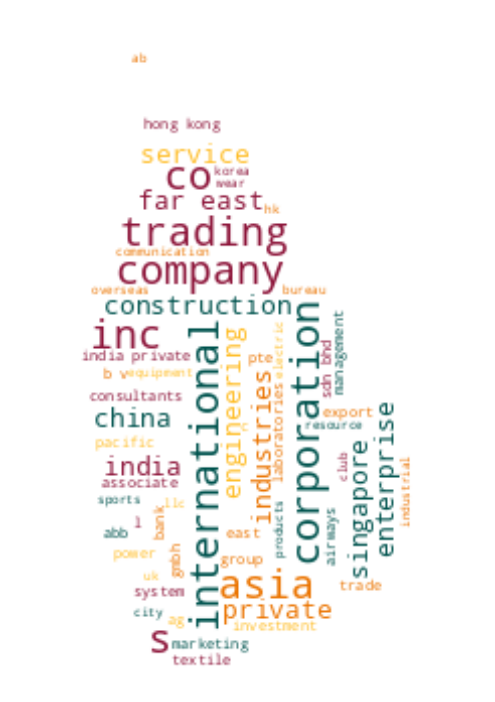 ab
hong kong
service
co
korea
wear
far east
hk
trading
communication
company
overseas
bureau
construction
inc
international
engineering
electric
corporation
management
india private
pte
sdn bhd
b v
equipment
industries
laboratories
consultants
export
china
resource
enterprise
pacific
singapore
india
club
industrial
associate
sports
llc
bank
products
airways
l
abb
east
power
gmbh
group
uk
asia
trade
system
private
city
ag
investment
s
marketing
textile